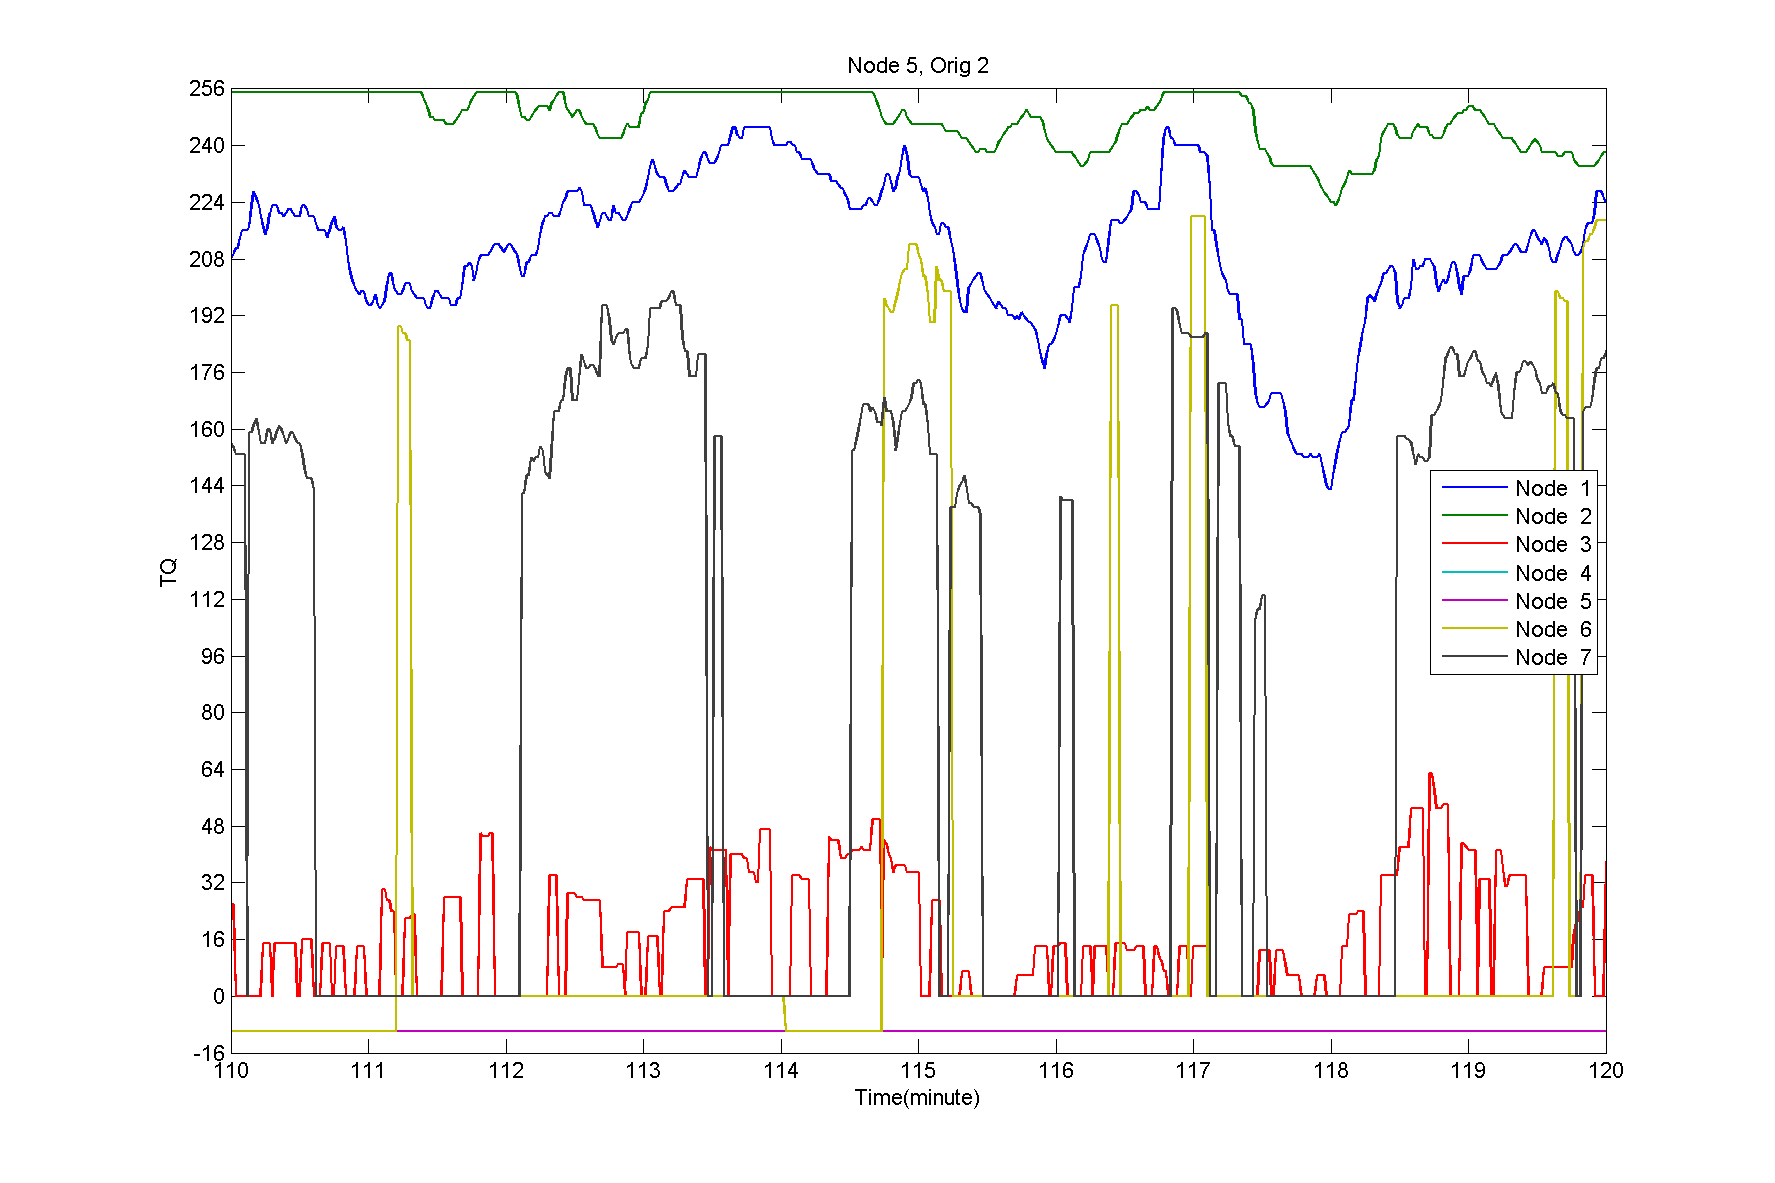 Node 5, Orig 2
256
240
224
208
192
176
160
144
128
112
96
80
64
48
32
16
0
-16
TQ
Node 1
Node 2
Node 3
Node 4
Node 5
Node 6
Node 7
110 111 112 113 114 115 116 117 118 119 120
Time(minute)